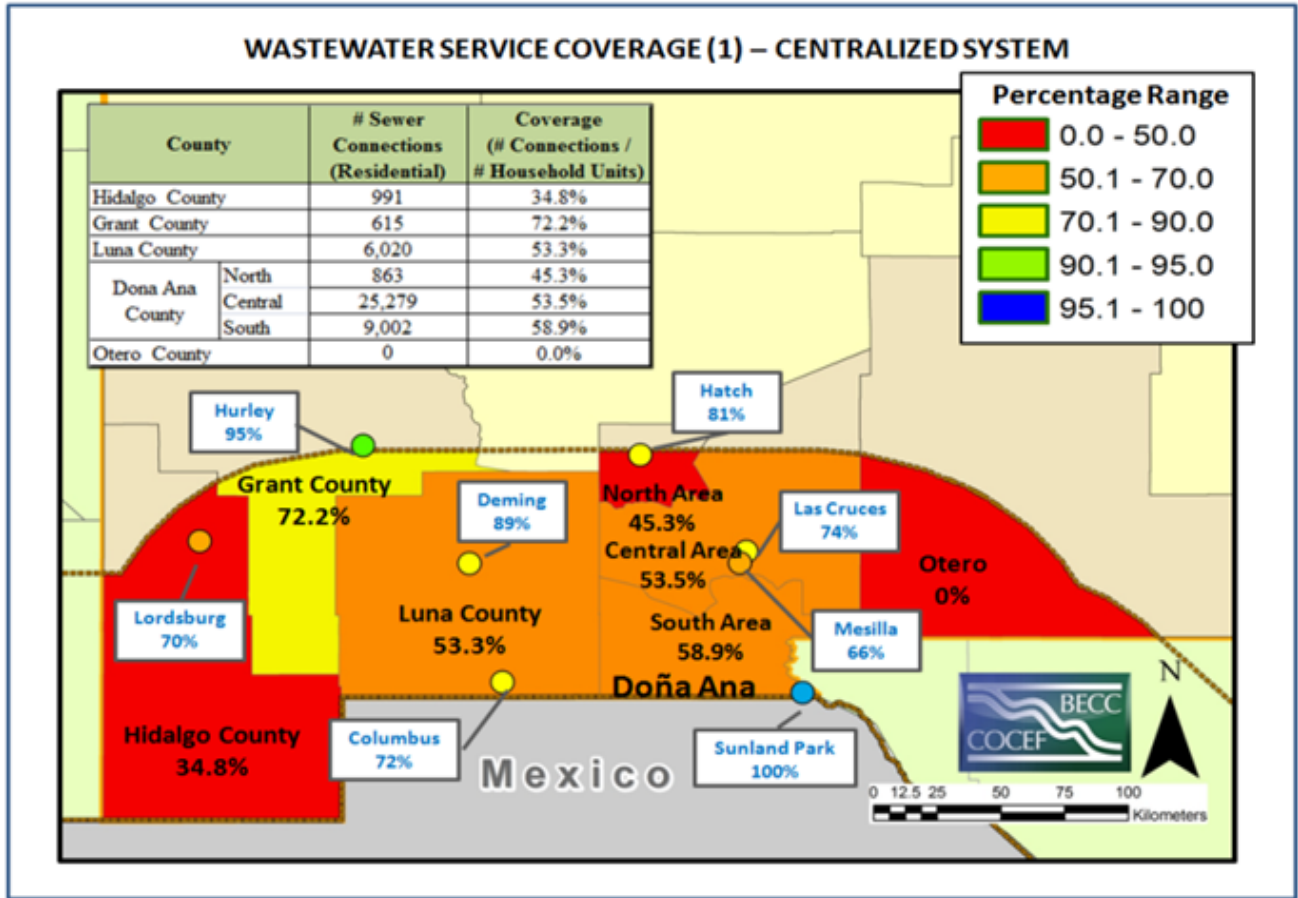 WASTEWATER SERVICE COVERAGE (1) – CENTRALIZED SYSTEM
Percentage Range
0.0 - 50.0
50.1 - 70.0
70.1 - 90.0
90.1 - 95.0
95.1 - 100
County
# Sewer
Connections
(Residential)
Coverage
(# Connections /
# Household Units)
Hidalgo County 991 34.8%
Grant County 615 72.2%
Luna County 6,020 53.3%
Dona Ana
County
North 863 45.3%
Central 25,279 53.5%
South 9,002 58.9%
Otero County 0 0.0%
Hurley
95%
Hatch
81%
Grant County
72.2%
Deming
89%
North Area
45.3%
Las Cruces
74%
Central Area
53.5%
Otero
0%
Lordsburg
70%
Luna County
53.3%
South Area
58.9%
Mesilla
66%
Doña Ana
Hidalgo County
34.8%
Columbus
72%
Mexico
Sunland Park
100%
BECC
COCEF
N
0 12.5 25 50 75 100
Kilometers